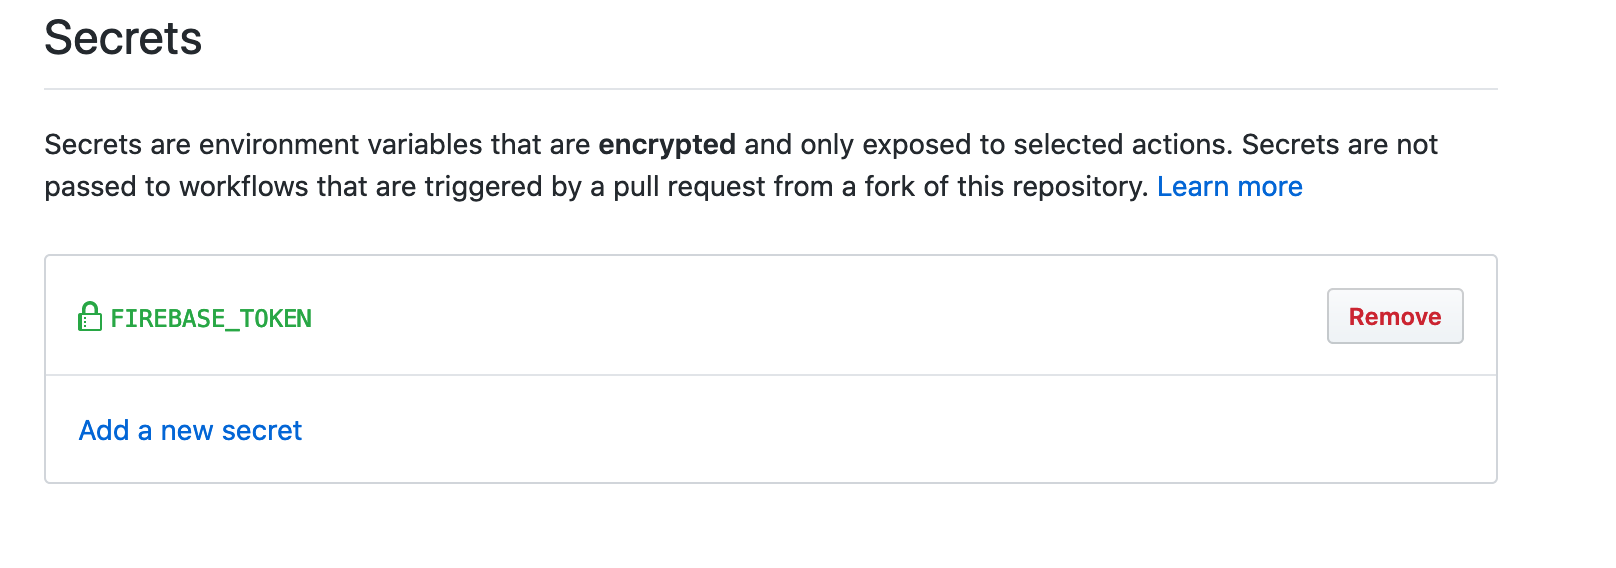 Secrets
Secrets are environment variables that are encrypted and only exposed to selected actions. Secrets are not
passed to workflows that are triggered by a pull request from a fork of this repository. Learn more
FIREBASE_TOKEN Remove
Add a new secret